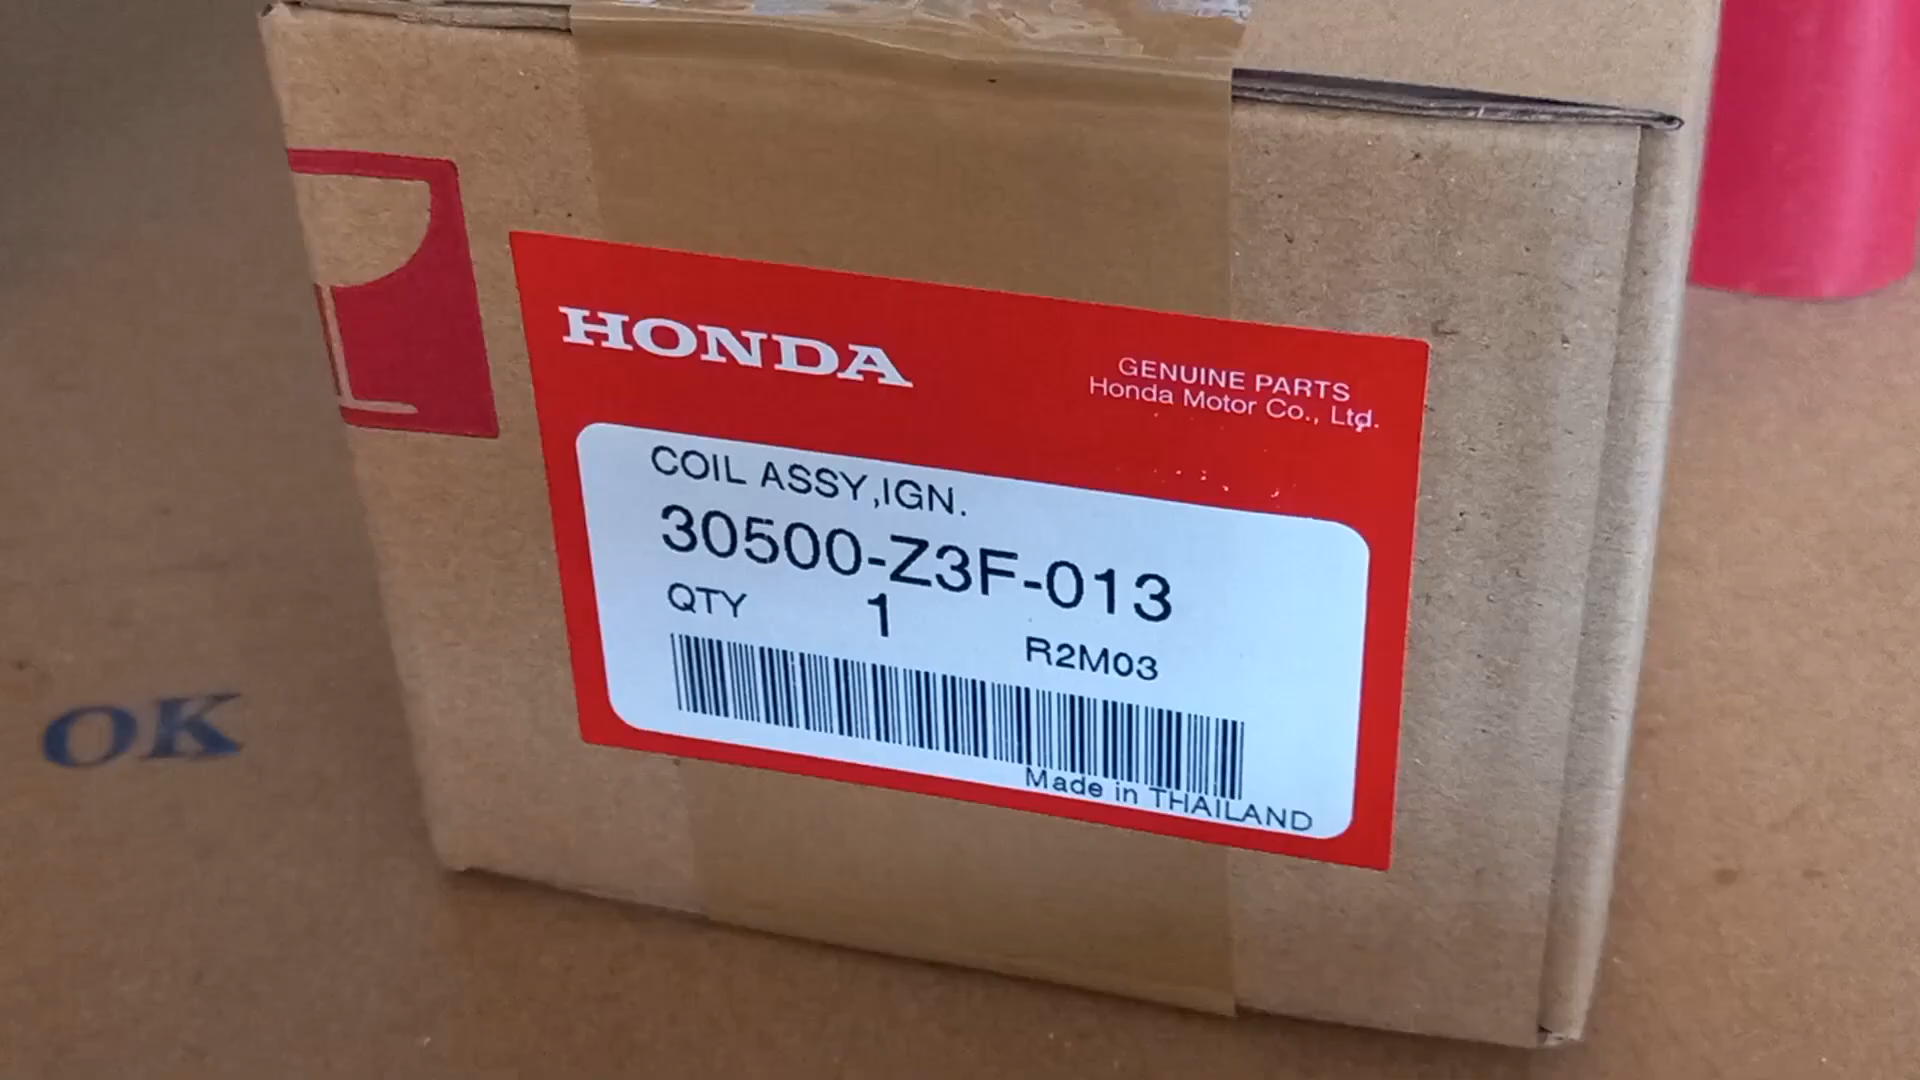 HONDA
GENUINE PARTS
Honda Motor Co., Ltd.
COIL ASSY,IGN.
30500-Z3F-013
QTY 1
R2M03
Made in THAILAND
OK